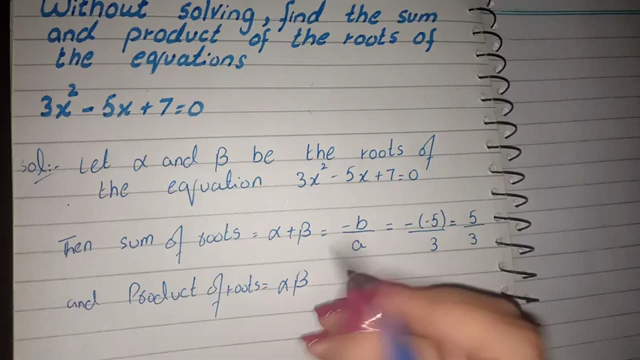 Without solving, find the sum
and product of the roots of
the equations
3x² - 5x + 7 = 0
Sol:- Let α and β be the roots of
the equation 3x² - 5x + 7 = 0
Then sum of roots = α + β = -b/a = -(-5)/3 = 5/3
and Product of roots = αβ